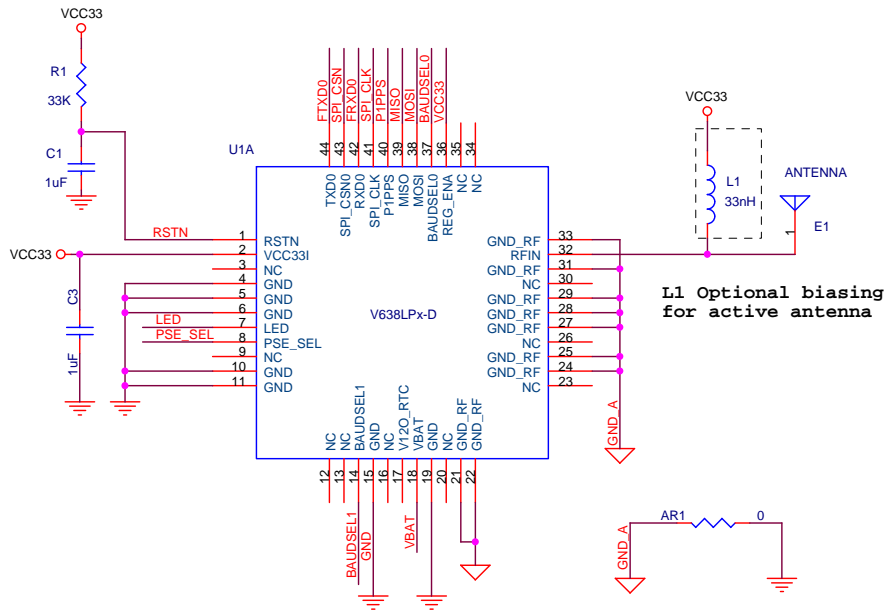 VCC33
R1
33K
C1
1uF
FTXD0
SPI_CSN
FRXD0
SPI_CLK
P1PPS
MISO
MOSI
BAUDSEL0
VCC33
44
43
42
41
40
39
38
37
36
35
34
U1A
TXD0
SPI_CSN0
RXD0
SPI_CLK
P1PPS
MISO
MOSI
BAUDSEL0
REG_ENA
NC
NC
VCC33
L1
33nH
ANTENNA
1
E1
RSTN
VCC33
C3
1uF
LED
PSE_SEL
1 RSTN
2 VCC33I
3 NC
4 GND
5 GND
6 GND
7 LED
8 PSE_SEL
9 NC
10 GND
11 GND
V638LPx-D
GND_RF 33
RFIN 32
GND_RF 31
NC 30
GND_RF 29
GND_RF 28
GND_RF 27
NC 26
GND_RF 25
GND_RF 24
NC 23
L1 Optional biasing
for active antenna
NC
NC
BAUDSEL1
GND
NC
V12O_RTC
VBAT
GND
NC
GND_RF
GND_RF
12
13
14
15
16
17
18
19
20
21
22
BAUDSEL1
GND
VBAT
GND_A
AR1
0
GND_A